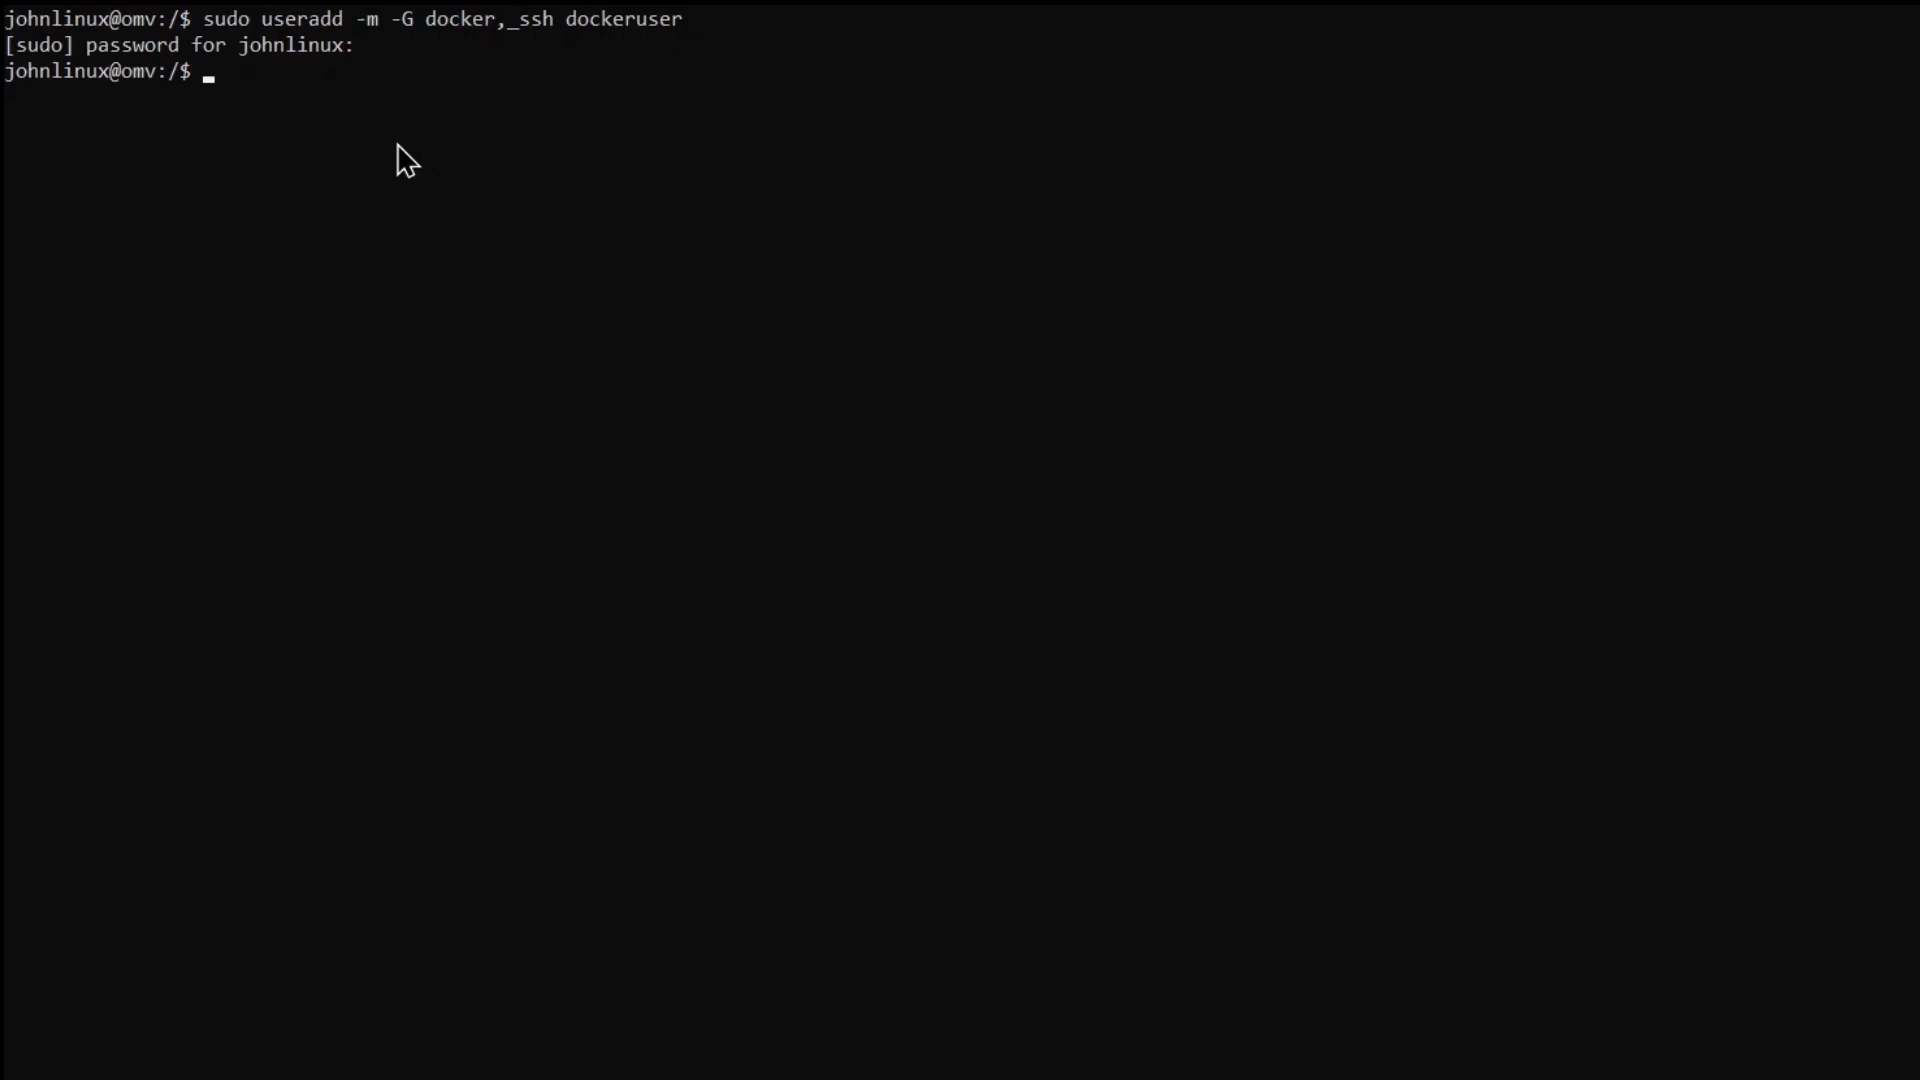 johnlinux@omv:/$ sudo useradd -m -G docker,_ssh dockeruser
[sudo] password for johnlinux:
johnlinux@omv:/$